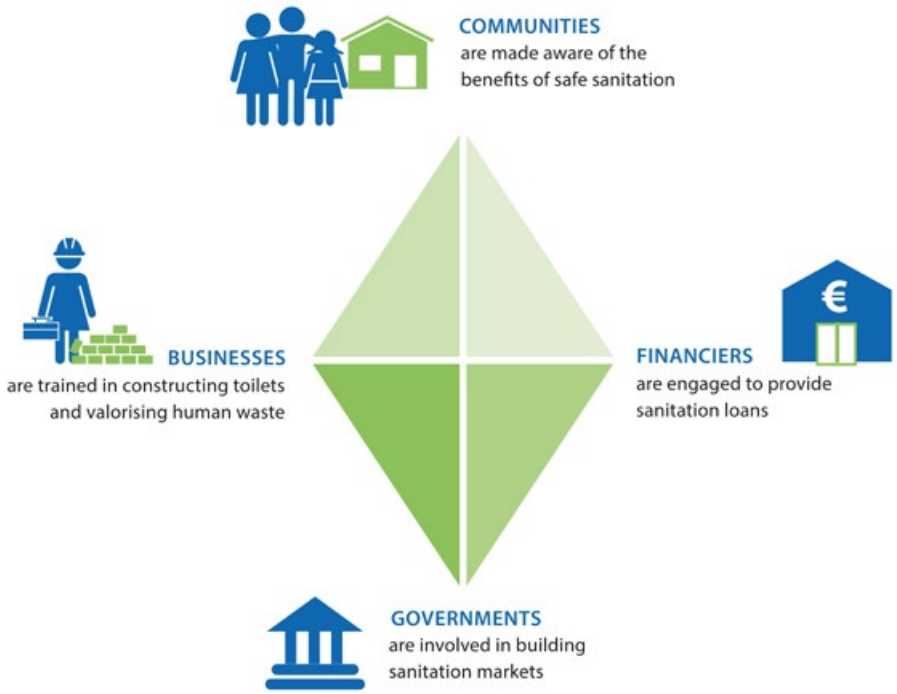 COMMUNITIES
are made aware of the
benefits of safe sanitation
BUSINESSES
are trained in constructing toilets
and valorising human waste
€
FINANCIERS
are engaged to provide
sanitation loans
GOVERNMENTS
are involved in building
sanitation markets